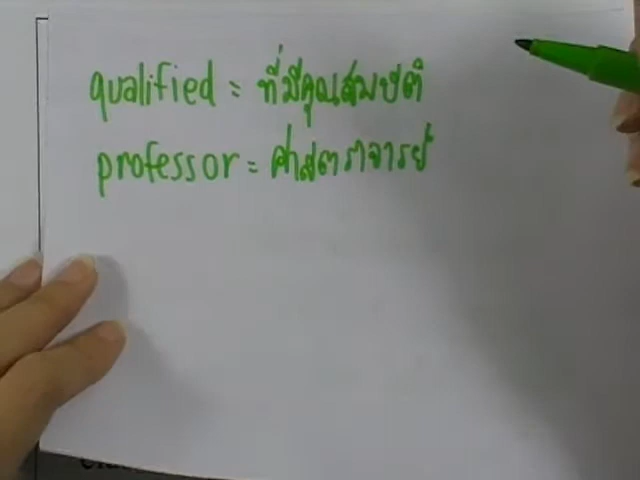 qualified = ที่มีคุณสมบัติ
professor = ศาสตราจารย์